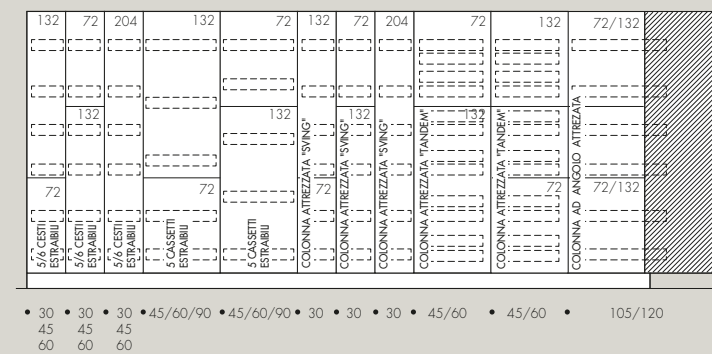 132 72 204 132 72 132 72 204 72 132 72/132
132 132 132 132
72 72 72 72 72/132
5/6 CESTI
ESTRAIBILI
5/6 CESTI
ESTRAIBILI
5/6 CESTI
ESTRAIBILI
5 CASSETTI
ESTRAIBILI
5 CASSETTI
ESTRAIBILI
COLONNA ATTREZZATA "SVING"
COLONNA ATTREZZATA "SVING"
COLONNA ATTREZZATA "SVING"
COLONNA ATTREZZATA "TANDEM"
COLONNA ATTREZZATA "TANDEM"
COLONNA AD ANGOLO ATTREZATA
• 30 • 30 • 30 • 45/60/90 • 45/60/90 • 30 • 30 • 30 • 45/60 • 45/60 • 105/120
45 45 45
60 60 60